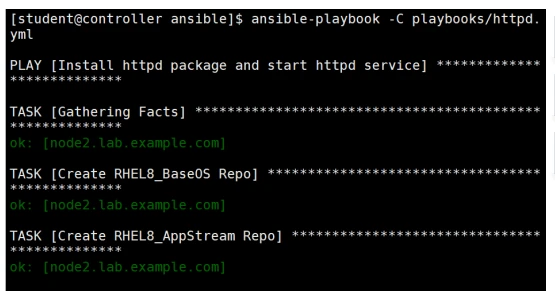 [student@controller ansible]$ ansible-playbook -C playbooks/httpd.
yml
PLAY [Install httpd package and start httpd service] *************
**************
TASK [Gathering Facts] *******************************************
**************
ok: [node2.lab.example.com]
TASK [Create RHEL8_BaseOS Repo] **********************************
**************
ok: [node2.lab.example.com]
TASK [Create RHEL8_AppStream Repo] *******************************
**************
ok: [node2.lab.example.com]